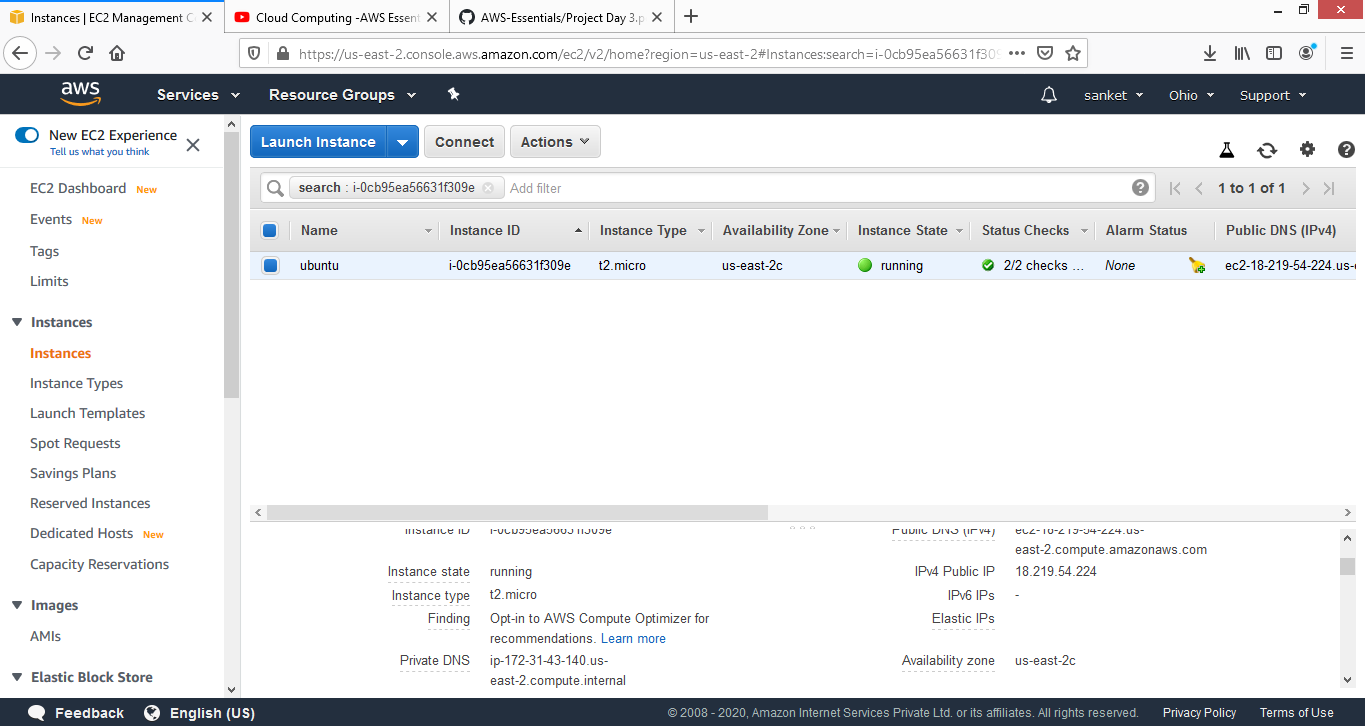 Instances | EC2 Management C
Cloud Computing -AWS Essent
AWS-Essentials/Project Day 3.p
https://us-east-2.console.aws.amazon.com/ec2/v2/home?region=us-east-2#Instances:search=i-0cb95ea56631f309
aws
Services
Resource Groups
sanket
Ohio
Support
New EC2 Experience
Tell us what you think
EC2 Dashboard New
Events New
Tags
Limits
Instances
Instances
Instance Types
Launch Templates
Spot Requests
Savings Plans
Reserved Instances
Dedicated Hosts New
Capacity Reservations
Images
AMIs
Elastic Block Store
Launch Instance
Connect
Actions
search : i-0cb95ea56631f309e Add filter
1 to 1 of 1
Name Instance ID Instance Type Availability Zone Instance State Status Checks Alarm Status Public DNS (IPv4)
ubuntu i-0cb95ea56631f309e t2.micro us-east-2c running 2/2 checks ... None ec2-18-219-54-224.us-
Instance ID i-0cb95ea56631f309e
Instance state running
Instance type t2.micro
Finding Opt-in to AWS Compute Optimizer for
recommendations. Learn more
Private DNS ip-172-31-43-140.us-
east-2.compute.internal
Public DNS (IPv4) ec2-18-219-54-224.us-
east-2.compute.amazonaws.com
IPv4 Public IP 18.219.54.224
IPv6 IPs -
Elastic IPs
Availability zone us-east-2c
Feedback
English (US)
© 2008 - 2020, Amazon Internet Services Private Ltd. or its affiliates. All rights reserved.
Privacy Policy
Terms of Use